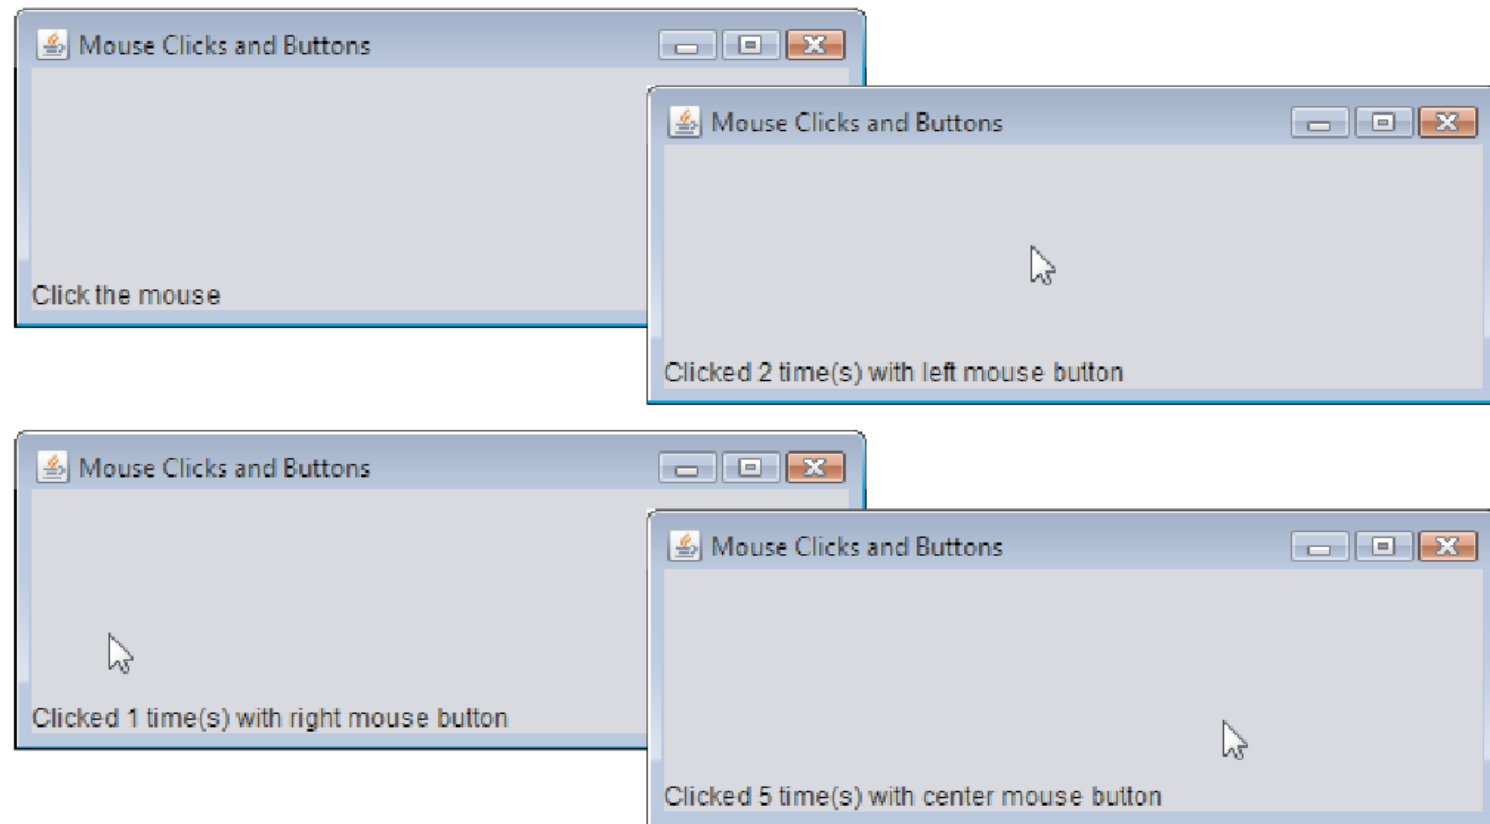 Mouse Clicks and Buttons
Click the mouse
Mouse Clicks and Buttons
Clicked 2 time(s) with left mouse button
Mouse Clicks and Buttons
Clicked 1 time(s) with right mouse button
Mouse Clicks and Buttons
Clicked 5 time(s) with center mouse button